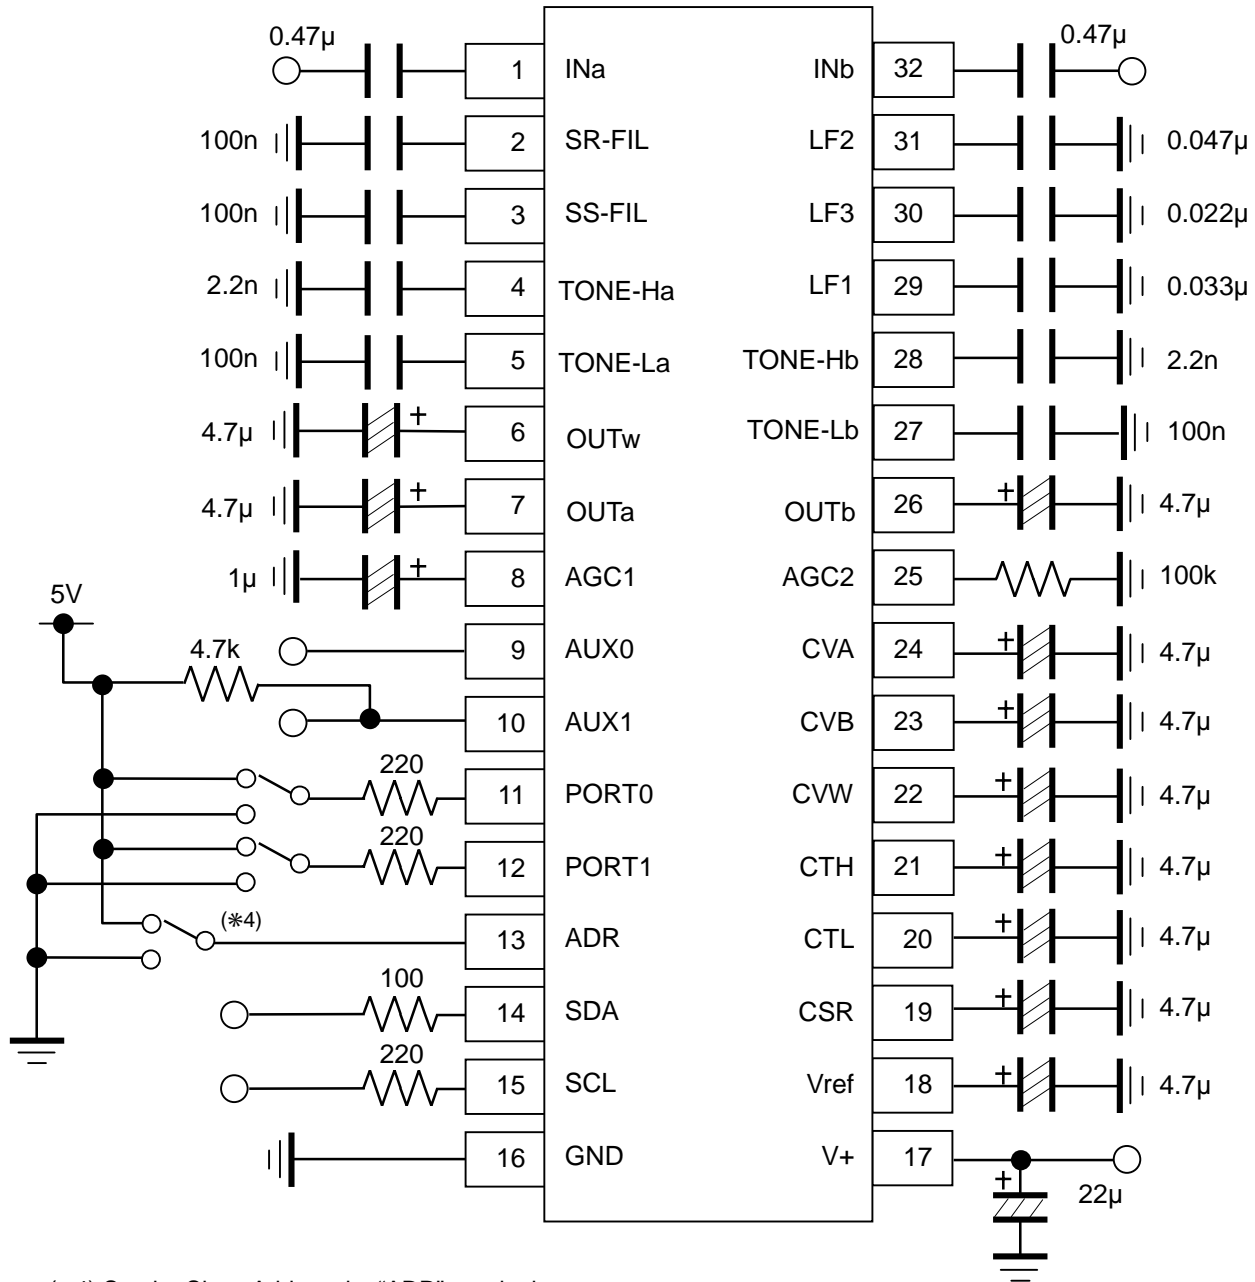 0.47µ 1 INa INb 32 0.47µ
100n 2 SR-FIL LF2 31 0.047µ
100n 3 SS-FIL LF3 30 0.022µ
2.2n 4 TONE-Ha LF1 29 0.033µ
100n 5 TONE-La TONE-Hb 28 2.2n
4.7µ + 6 OUTw TONE-Lb 27 100n
4.7µ + 7 OUTa OUTb 26 + 4.7µ
1µ + 8 AGC1 AGC2 25 100k
5V
4.7k 9 AUX0 CVA 24 + 4.7µ
10 AUX1 CVB 23 + 4.7µ
220 11 PORT0 CVW 22 + 4.7µ
220 12 PORT1 CTH 21 + 4.7µ
(※4) 13 ADR CTL 20 + 4.7µ
100 14 SDA CSR 19 + 4.7µ
220 15 SCL Vref 18 + 4.7µ
16 GND V+ 17 + 22µ